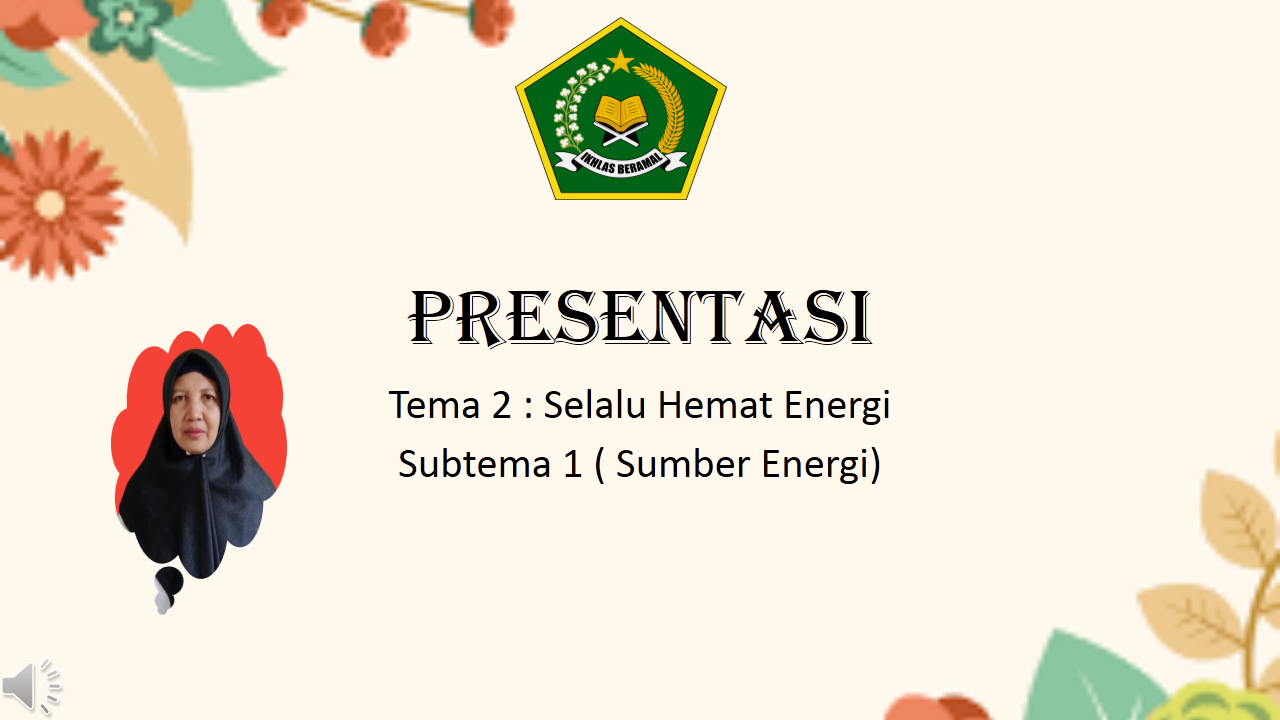 IKHLAS BERAMAL
PRESENTASI
Tema 2 : Selalu Hemat Energi
Subtema 1 ( Sumber Energi)